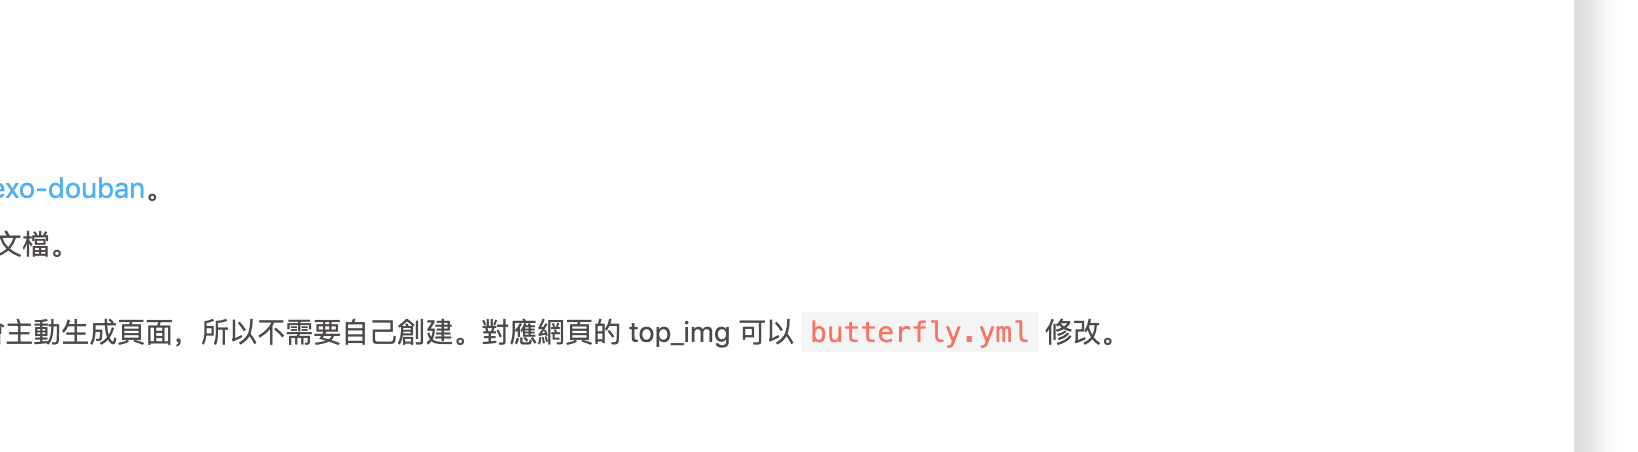 exo-douban。
文檔。
會主動生成頁面，所以不需要自己創建。對應網頁的 top_img 可以 butterfly.yml 修改。